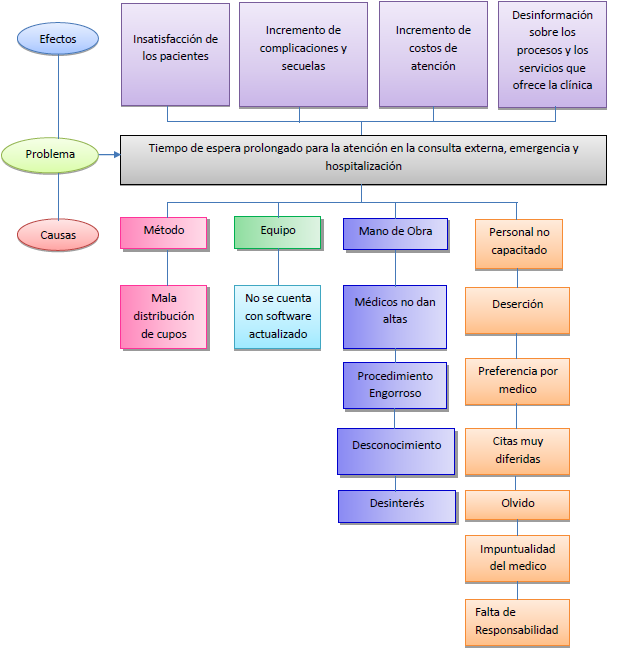 Efectos
Insatisfacción de
los pacientes
Incremento de
complicaciones y
secuelas
Incremento de
costos de
atención
Desinformación
sobre los
procesos y los
servicios que
ofrece la clínica
Problema
Tiempo de espera prolongado para la atención en la consulta externa, emergencia y
hospitalización
Causas
Método
Equipo
Mano de Obra
Personal no
capacitado
Mala
distribución
de cupos
No se cuenta
con software
actualizado
Médicos no dan
altas
Deserción
Procedimiento
Engorroso
Preferencia por
medico
Desconocimiento
Citas muy
diferidas
Desinterés
Olvido
Impuntualidad
del medico
Falta de
Responsabilidad